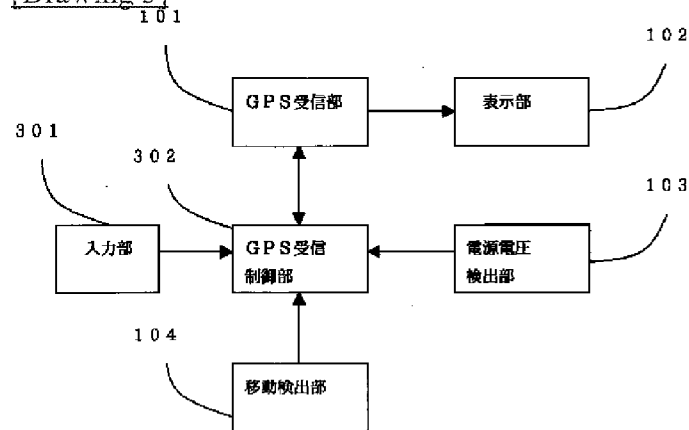 [Drawing 3]
101
102
GPS受信部
表示部
301
302
103
入力部
GPS受信
制御部
電源電圧
検出部
104
移動検出部